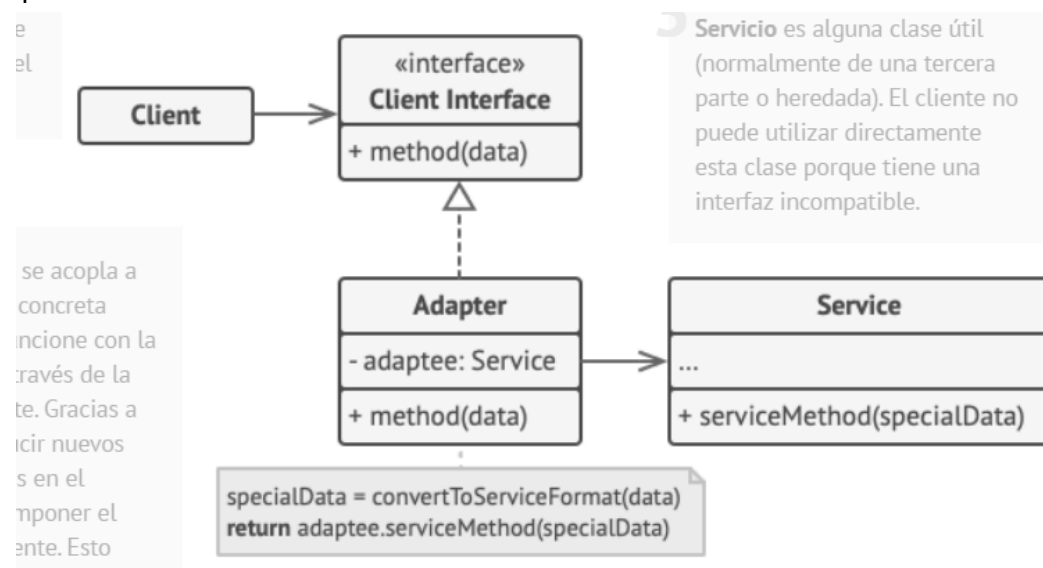 e
el
Client
«interface»
Client Interface
+ method(data)
3
Servicio es alguna clase útil
(normalmente de una tercera
parte o heredada). El cliente no
puede utilizar directamente
esta clase porque tiene una
interfaz incompatible.
se acopla a
concreta
ncione con la
través de la
te. Gracias a
cir nuevos
s en el
mponer el
ente. Esto
Adapter
- adaptee: Service
+ method(data)
Service
...
+ serviceMethod(specialData)
specialData = convertToServiceFormat(data)
return adaptee.serviceMethod(specialData)